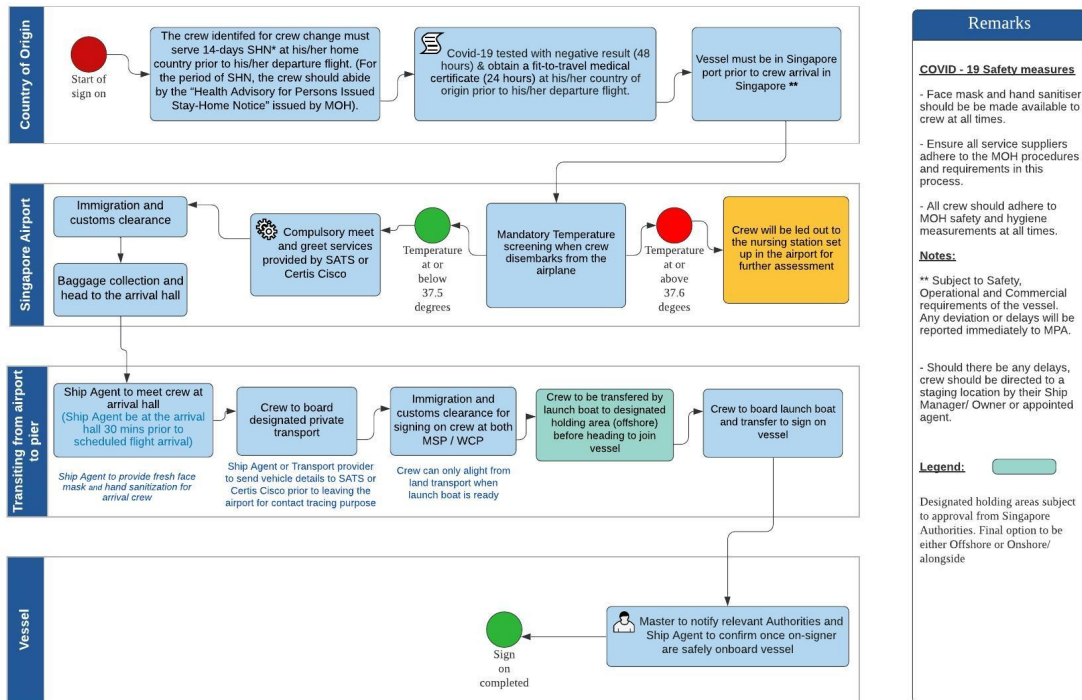 Country of Origin
Start of
sign on
The crew identifed for crew change must
serve 14-days SHN* at his/her home
country prior to his/her departure flight. (For
the period of SHN, the crew should abide
by the “Health Advisory for Persons Issued
Stay-Home Notice” issued by MOH).
Covid-19 tested with negative result (48
hours) & obtain a fit-to-travel medical
certificate (24 hours) at his/her country of
origin prior to his/her departure flight.
Vessel must be in Singapore
port prior to crew arrival in
Singapore **
Singapore Airport
Immigration and
customs clearance
Baggage collection and
head to the arrival hall
Compulsory meet
and greet services
provided by SATS or
Certis Cisco
Temperature
at or
below
37.5
degrees
Mandatory Temperature
screening when crew
disembarks from the
airplane
Temperature
at or
above
37.6
degees
Crew will be led out to
the nursing station set
up in the airport for
further assessment
Transiting from airport
to pier
Ship Agent to meet crew at
arrival hall
(Ship Agent be at the arrival
hall 30 mins prior to
scheduled flight arrival)
Ship Agent to provide fresh face
mask and hand sanitization for
arrival crew
Crew to board
designated private
transport
Ship Agent or Transport provider
to send vehicle details to SATS or
Certis Cisco prior to leaving the
airport for contact tracing purpose
Immigration and
customs clearance for
signing on crew at both
MSP / WCP
Crew can only alight from
land transport when
launch boat is ready
Crew to be transfered by
launch boat to designated
holding area (offshore)
before heading to join
vessel
Crew to board launch boat
and transfer to sign on
vessel
Vessel
Sign
on
completed
Master to notify relevant Authorities and
Ship Agent to confirm once on-signer
are safely onboard vessel
Remarks
COVID - 19 Safety measures
- Face mask and hand sanitiser
should be be made available to
crew at all times.
- Ensure all service suppliers
adhere to the MOH procedures
and requirements in this
process.
- All crew should adhere to
MOH safety and hygiene
measurements at all times.
Notes:
** Subject to Safety,
Operational and Commercial
requirements of the vessel.
Any deviation or delays will be
reported immediately to MPA.
- Should there be any delays,
crew should be directed to a
staging location by their Ship
Manager/ Owner or appointed
agent.
Legend:
Designated holding areas subject
to approval from Singapore
Authorities. Final option to be
either Offshore or Onshore/
alongside